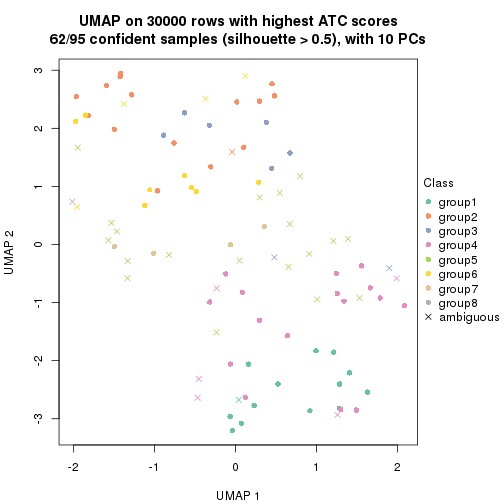 UMAP on 30000 rows with highest ATC scores
62/95 confident samples (silhouette > 0.5), with 10 PCs
3
2
1
0
-1
-2
-3
UMAP 2
-2
-1
0
1
2
UMAP 1
Class
group1
group2
group3
group4
group5
group6
group7
group8
ambiguous